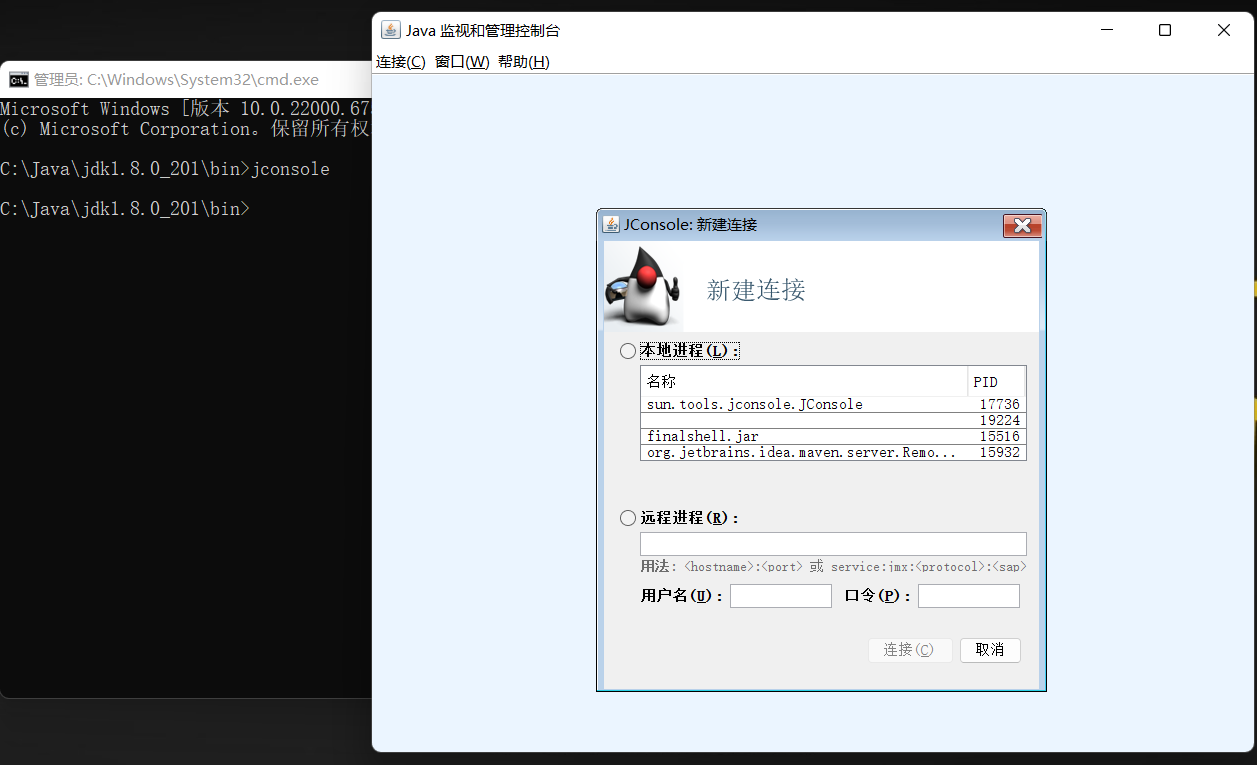 管理员: C:\Windows\System32\cmd.exe
Microsoft Windows [版本 10.0.22000.67
(c) Microsoft Corporation。保留所有权
C:\Java\jdk1.8.0_201\bin>jconsole
C:\Java\jdk1.8.0_201\bin>
Java 监视和管理控制台
连接(C) 窗口(W) 帮助(H)
JConsole: 新建连接
新建连接
本地进程(L):
名称 PID
sun.tools.jconsole.JConsole 17736
19224
finalshell.jar 15516
org.jetbrains.idea.maven.server.Remo... 15932
远程进程(R):
用法: <hostname>:<port> 或 service:jmx:<protocol>:<sap>
用户名(U): 口令(P):
连接(C) 取消